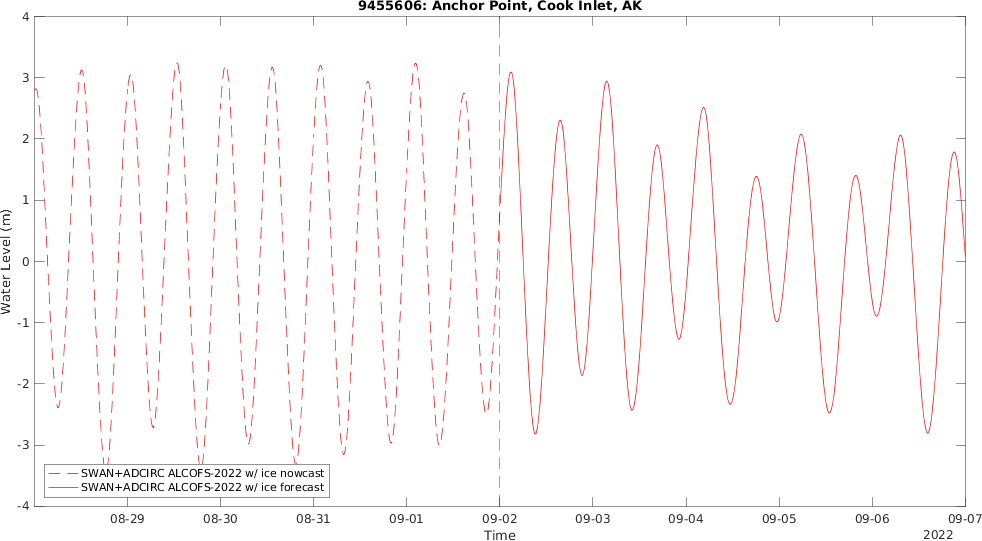 9455606: Anchor Point, Cook Inlet, AK
4
3
2
1
0
-1
-2
-3
-4
Water Level (m)
SWAN+ADCIRC ALCOFS-2022 w/ ice nowcast
SWAN+ADCIRC ALCOFS-2022 w/ ice forecast
08-29 08-30 08-31 09-01 09-02 09-03 09-04 09-05 09-06 09-07
Time
2022